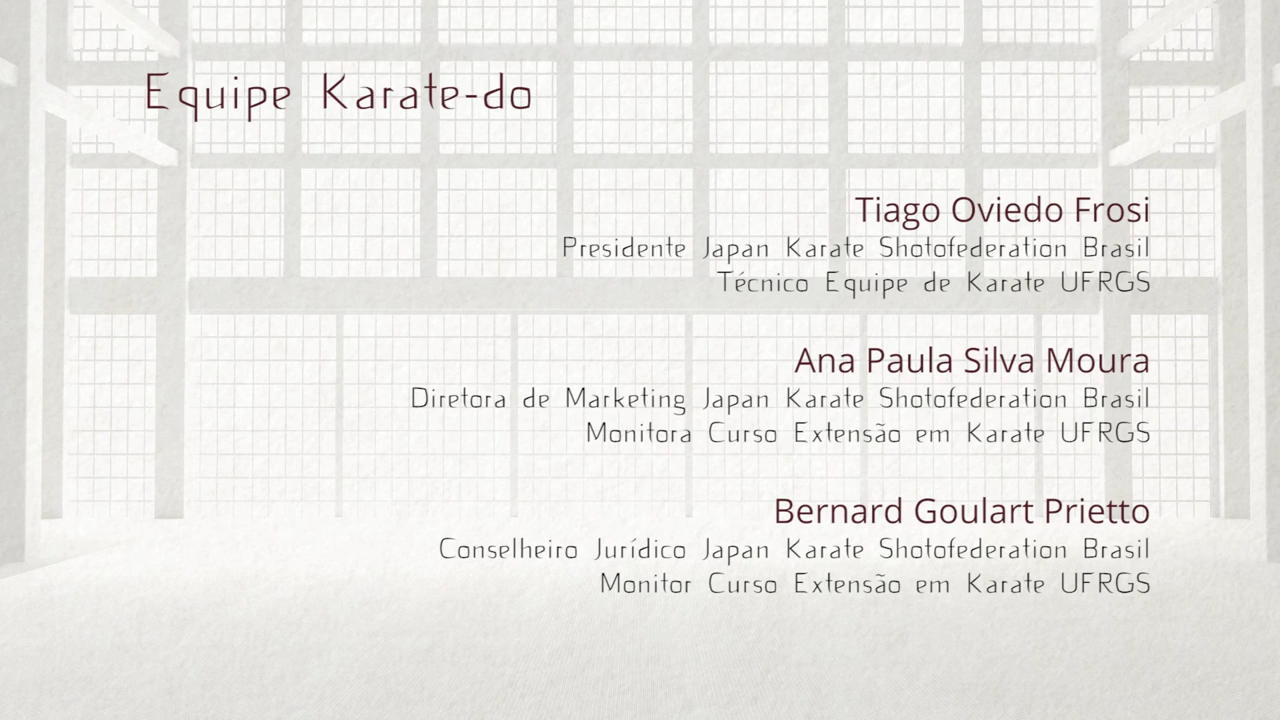 Equipe Karate-do
Tiago Oviedo Frosi
Presidente Japan Karate Shotofederation Brasil
Técnico Equipe de Karate UFRGS
Ana Paula Silva Moura
Diretora de Marketing Japan Karate Shotofederation Brasil
Monitora Curso Extensão em Karate UFRGS
Bernard Goulart Prietto
Conselheiro Jurídico Japan Karate Shotofederation Brasil
Monitor Curso Extensão em Karate UFRGS